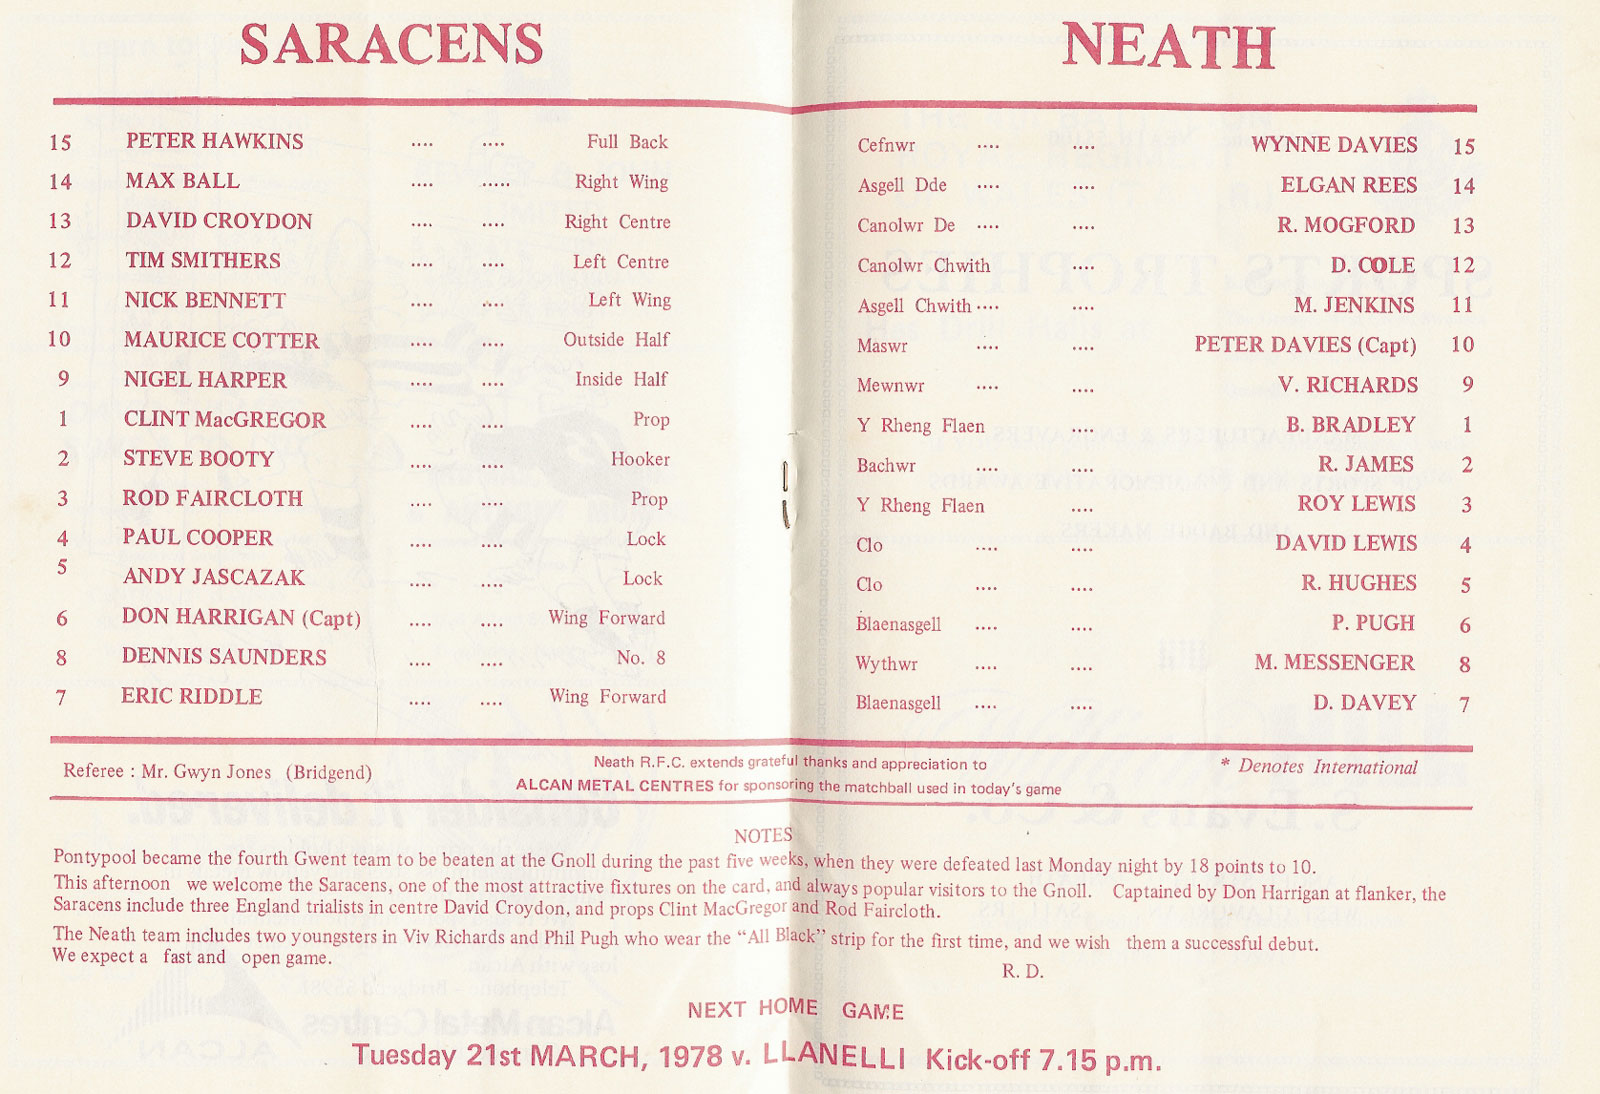 SARACENS
15 PETER HAWKINS .... .... Full Back
14 MAX BALL .... ..... Right Wing
13 DAVID CROYDON .... .... Right Centre
12 TIM SMITHERS .... .... Left Centre
11 NICK BENNETT .... .... Left Wing
10 MAURICE COTTER .... .... Outside Half
9 NIGEL HARPER .... .... Inside Half
1 CLINT MacGREGOR .... .... Prop
2 STEVE BOOTY .... .... Hooker
3 ROD FAIRCLOTH .... .... Prop
4 PAUL COOPER .... .... Lock
5 ANDY JASCAZAK .... .... Lock
6 DON HARRIGAN (Capt) .... .... Wing Forward
8 DENNIS SAUNDERS .... .... No. 8
7 ERIC RIDDLE .... .... Wing Forward
NEATH
Cefnwr .... .... WYNNE DAVIES 15
Asgell Dde .... .... ELGAN REES 14
Canolwr De .... .... R. MOGFORD 13
Canolwr Chwith .... D. COLE 12
Asgell Chwith .... .... M. JENKINS 11
Maswr .... .... PETER DAVIES (Capt) 10
Mewnwr .... .... V. RICHARDS 9
Y Rheng Flaen .... B. BRADLEY 1
Bachwr .... .... R. JAMES 2
Y Rheng Flaen .... ROY LEWIS 3
Clo .... .... DAVID LEWIS 4
Clo .... .... R. HUGHES 5
Blaenasgell .... .... P. PUGH 6
Wythwr .... .... M. MESSENGER 8
Blaenasgell .... .... D. DAVEY 7
Referee : Mr. Gwyn Jones (Bridgend)
Neath R.F.C. extends grateful thanks and appreciation to
ALCAN METAL CENTRES for sponsoring the matchball used in today's game
* Denotes International
NOTES
Pontypool became the fourth Gwent team to be beaten at the Gnoll during the past five weeks, when they were defeated last Monday night by 18 points to 10.
This afternoon we welcome the Saracens, one of the most attractive fixtures on the card, and always popular visitors to the Gnoll. Captained by Don Harrigan at flanker, the
Saracens include three England trialists in centre David Croydon, and props Clint MacGregor and Rod Faircloth.
The Neath team includes two youngsters in Viv Richards and Phil Pugh who wear the "All Black" strip for the first time, and we wish them a successful debut.
We expect a fast and open game.
R. D.
NEXT HOME GAME
Tuesday 21st MARCH, 1978 v. LLANELLI Kick-off 7.15 p.m.